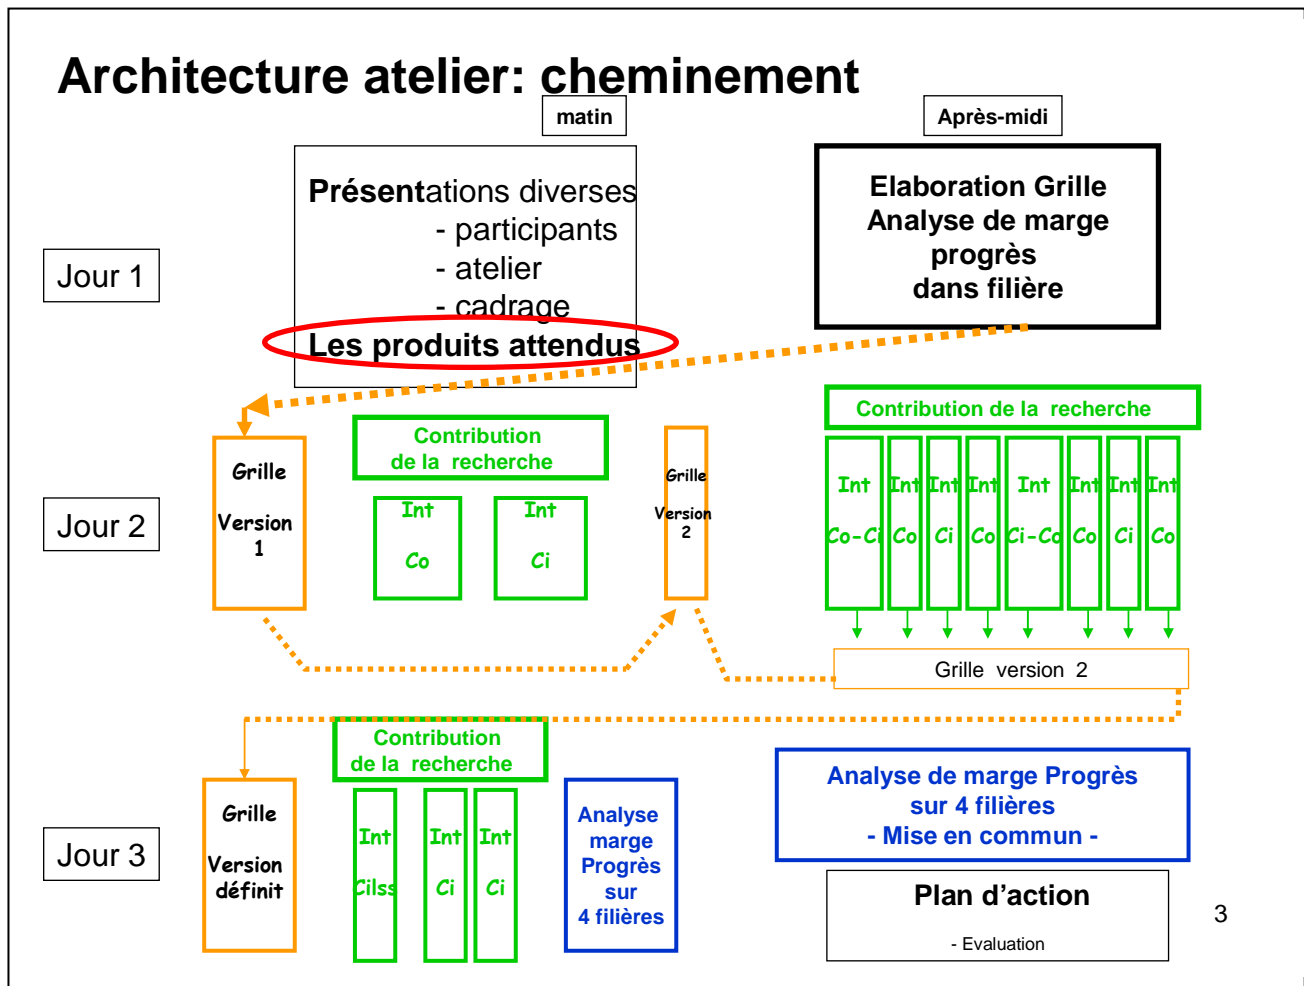 Architecture atelier: cheminement
matin
Après-midi
Jour 1
Présentations diverses
- participants
- atelier
- cadrage
Les produits attendus
Elaboration Grille
Analyse de marge
progrès
dans filière
Jour 2
Grille
Version
1
Contribution
de la recherche
Int
Co
Int
Ci
Grille
Version
2
Contribution de la recherche
Int
Co-Ci
Int
Co
Int
Ci
Int
Co
Int
Ci-Co
Int
Co
Int
Ci
Int
Co
Grille version 2
Jour 3
Grille
Version
définit
Contribution
de la recherche
Int
Cilss
Int
Ci
Int
Ci
Analyse
marge
Progrès
sur
4 filières
Analyse de marge Progrès
sur 4 filières
- Mise en commun -
Plan d’action
- Evaluation
3